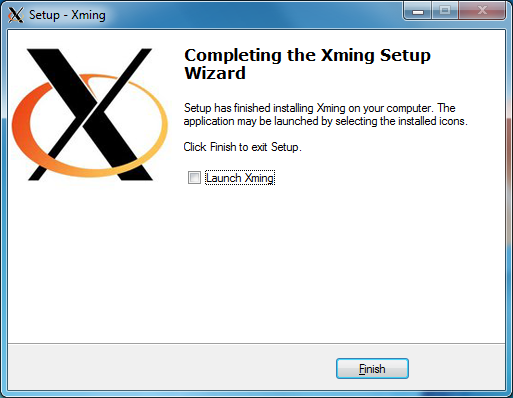 Setup - Xming
Completing the Xming Setup
Wizard
Setup has finished installing Xming on your computer. The
application may be launched by selecting the installed icons.
Click Finish to exit Setup.
Launch Xming
Finish